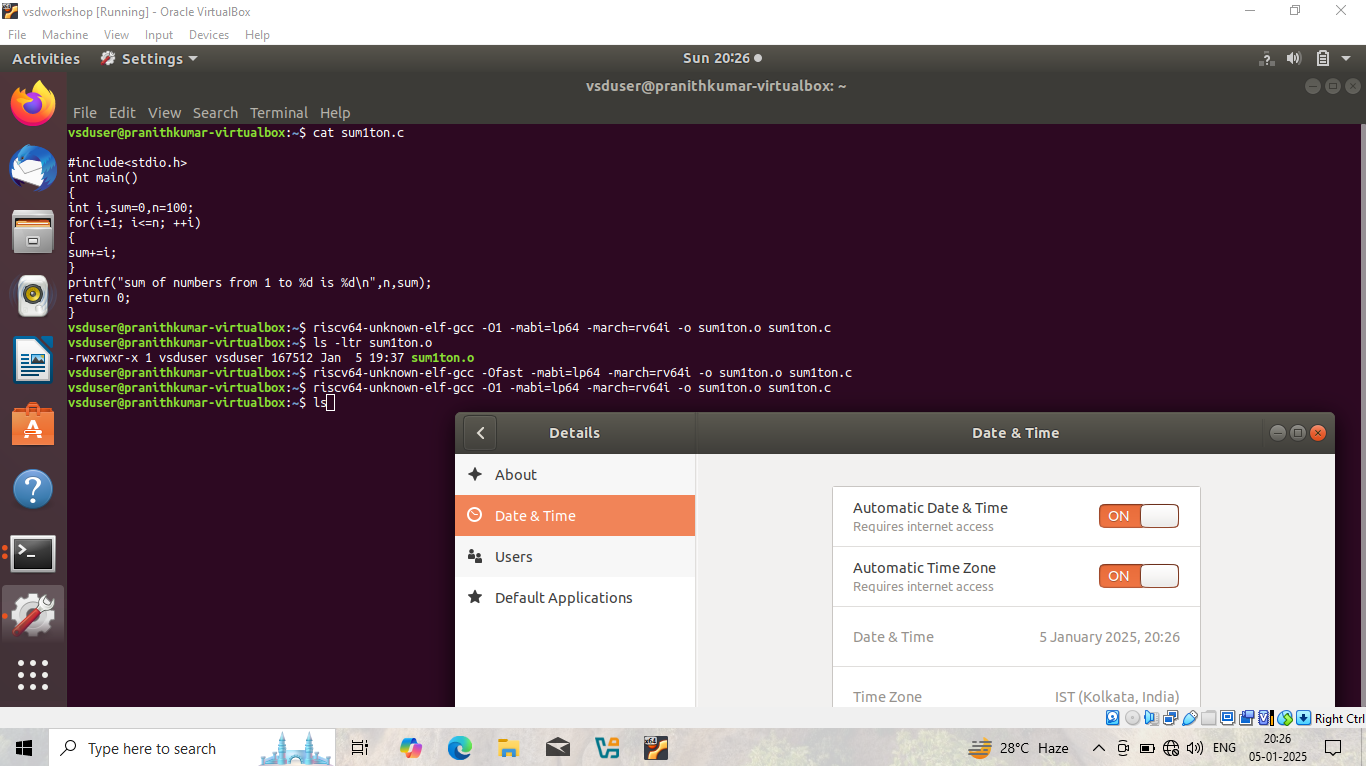 vsdworkshop [Running] - Oracle VirtualBox
File Machine View Input Devices Help
Activities Settings Sun 20:26
vsduser@pranithkumar-virtualbox: ~
File Edit View Search Terminal Help
vsduser@pranithkumar-virtualbox:~$ cat sum1ton.c
#include<stdio.h>
int main()
{
int i,sum=0,n=100;
for(i=1; i<=n; ++i)
{
sum+=i;
}
printf("sum of numbers from 1 to %d is %d\n",n,sum);
return 0;
}
vsduser@pranithkumar-virtualbox:~$ riscv64-unknown-elf-gcc -O1 -mabi=lp64 -march=rv64i -o sum1ton.o sum1ton.c
vsduser@pranithkumar-virtualbox:~$ ls -ltr sum1ton.o
-rwxrwxr-x 1 vsduser vsduser 167512 Jan  5 19:37 sum1ton.o
vsduser@pranithkumar-virtualbox:~$ riscv64-unknown-elf-gcc -Ofast -mabi=lp64 -march=rv64i -o sum1ton.o sum1ton.c
vsduser@pranithkumar-virtualbox:~$ riscv64-unknown-elf-gcc -O1 -mabi=lp64 -march=rv64i -o sum1ton.o sum1ton.c
vsduser@pranithkumar-virtualbox:~$ ls
Details
Date & Time
About
Date & Time
Users
Default Applications
Automatic Date & Time
Requires internet access
ON
Automatic Time Zone
Requires internet access
ON
Date & Time 5 January 2025, 20:26
Time Zone IST (Kolkata, India)
Right Ctrl
Type here to search
x64
28°C Haze
ENG
20:26
05-01-2025